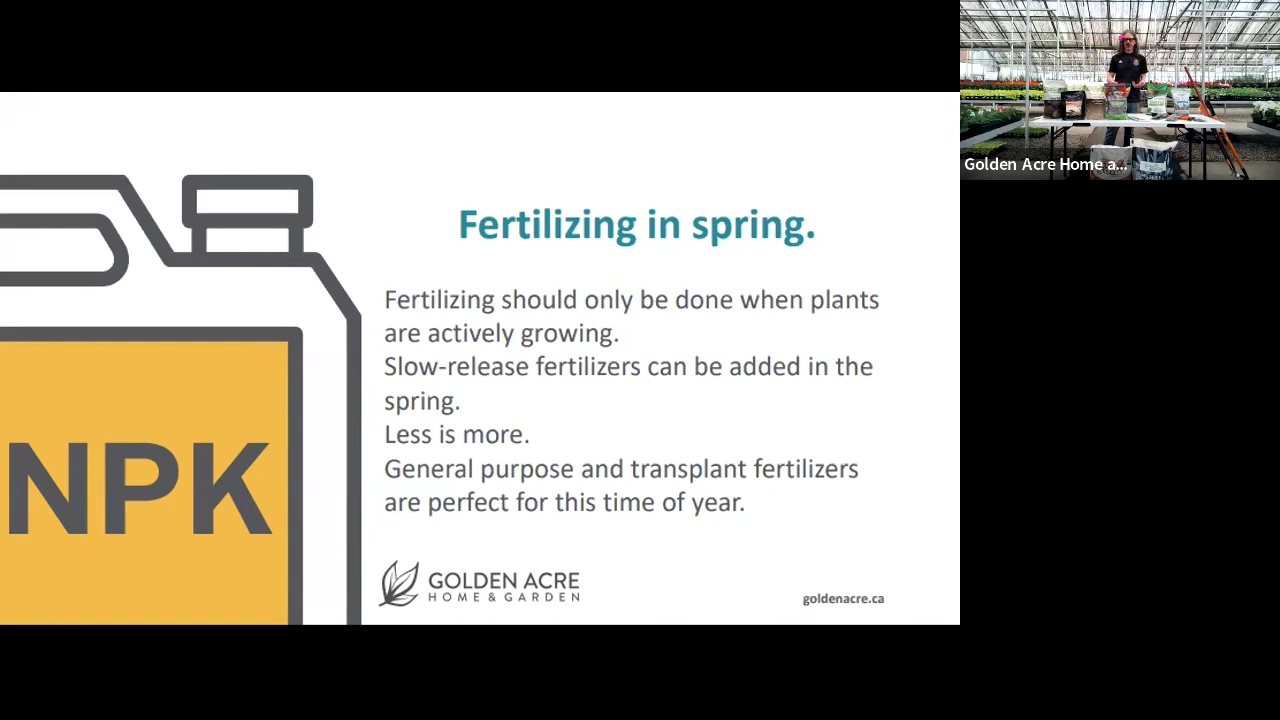 Golden Acre Home a...
Fertilizing in spring.
Fertilizing should only be done when plants
are actively growing.
Slow-release fertilizers can be added in the
spring.
Less is more.
General purpose and transplant fertilizers
are perfect for this time of year.
NPK
GOLDEN ACRE
HOME & GARDEN
goldenacre.ca